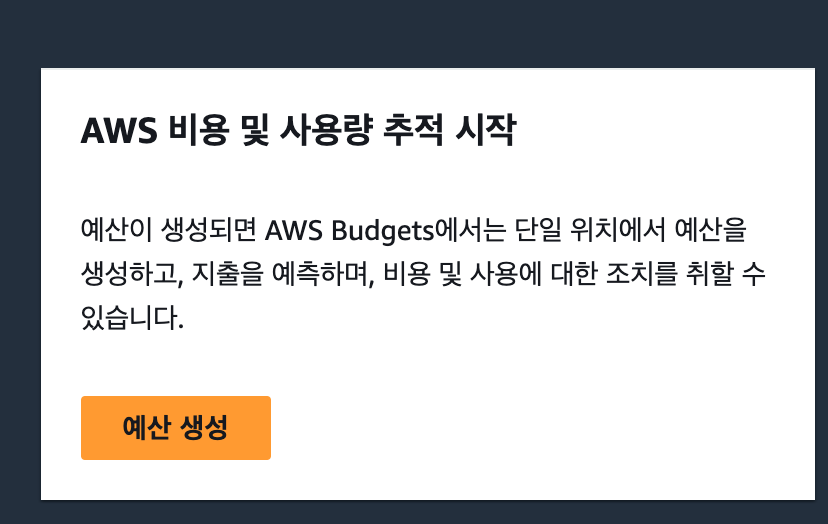 AWS 비용 및 사용량 추적 시작
예산이 생성되면 AWS Budgets에서는 단일 위치에서 예산을
생성하고, 지출을 예측하며, 비용 및 사용에 대한 조치를 취할 수
있습니다.
예산 생성